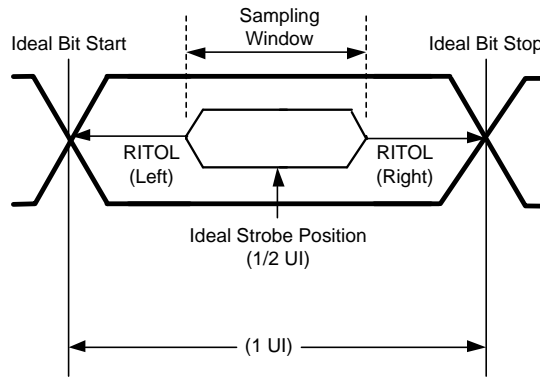 Sampling
Window
Ideal Bit Start
Ideal Bit Stop
RITOL
(Left)
RITOL
(Right)
Ideal Strobe Position
(1/2 UI)
(1 UI)